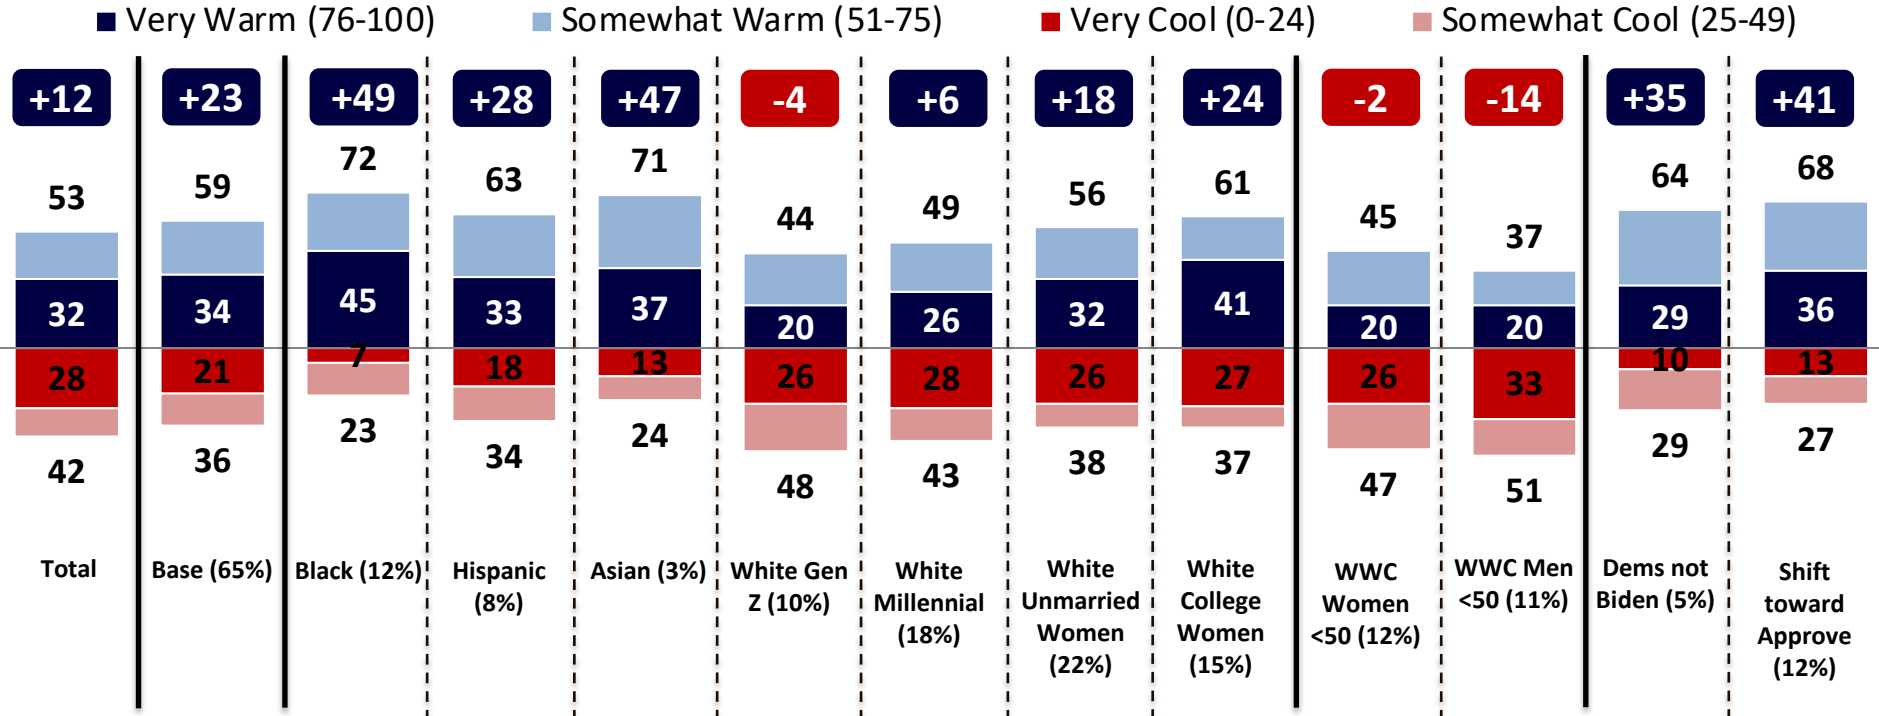 Very Warm (76-100) Somewhat Warm (51-75) Very Cool (0-24) Somewhat Cool (25-49)
+12 +23 +49 +28 +47 -4 +6 +18 +24 -2 -14 +35 +41
53 59 72 63 71 44 49 56 61 45 37 64 68
32 34 45 33 37 20 26 32 41 20 20 29 36
28 21 7 18 13 26 28 26 27 26 33 10 13
42 36 23 34 24 48 43 38 37 47 51 29 27
Total
Base (65%)
Black (12%)
Hispanic
(8%)
Asian (3%)
White Gen
Z (10%)
White
Millennial
(18%)
White
Unmarried
Women
(22%)
White
College
Women
(15%)
WWC
Women
<50 (12%)
WWC Men
<50 (11%)
Dems not
Biden (5%)
Shift
toward
Approve
(12%)